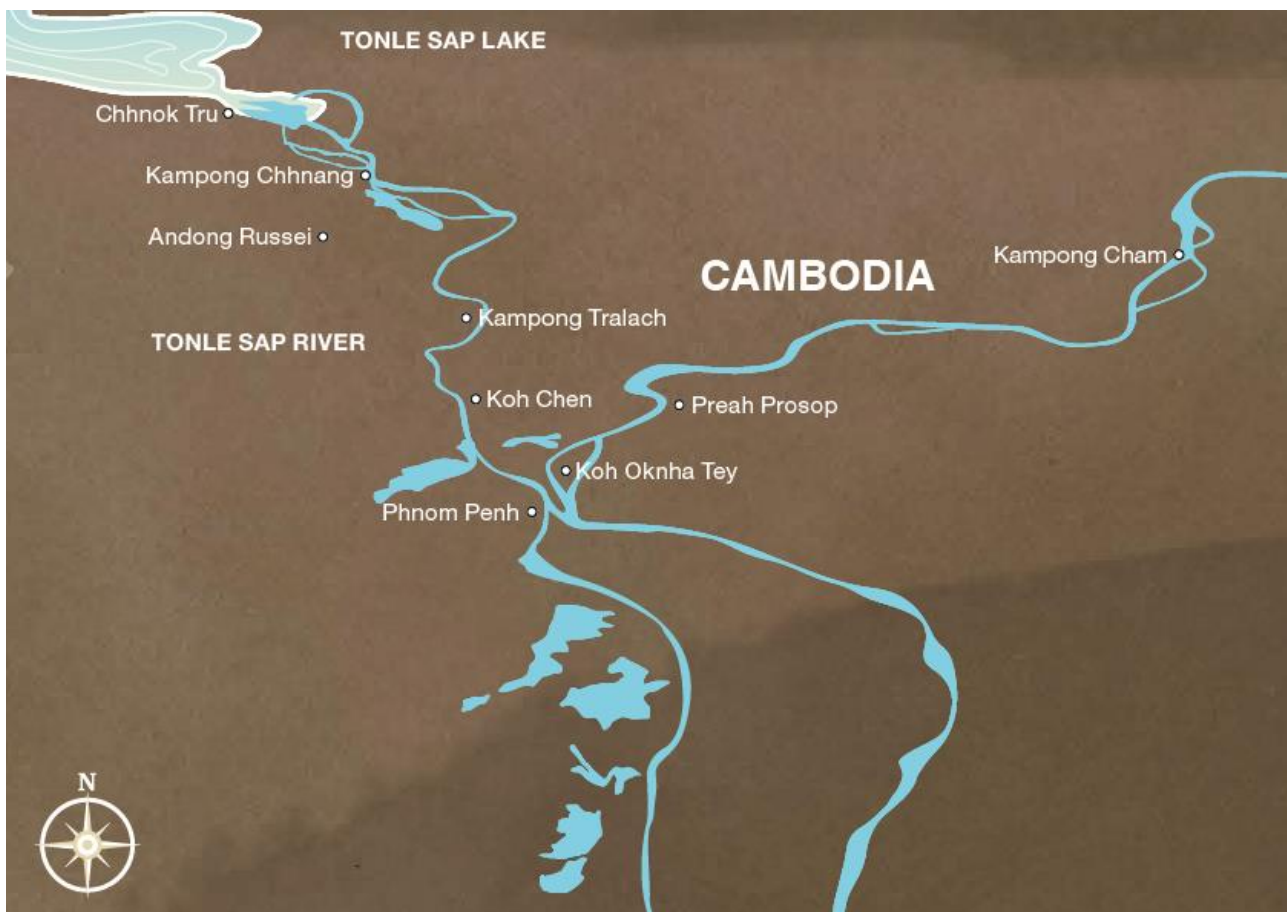 TONLE SAP LAKE
Chhnok Tru
Kampong Chhnang
Andong Russei
Kampong Cham
CAMBODIA
Kampong Tralach
TONLE SAP RIVER
Koh Chen
Preah Prosop
Koh Oknha Tey
Phnom Penh
N